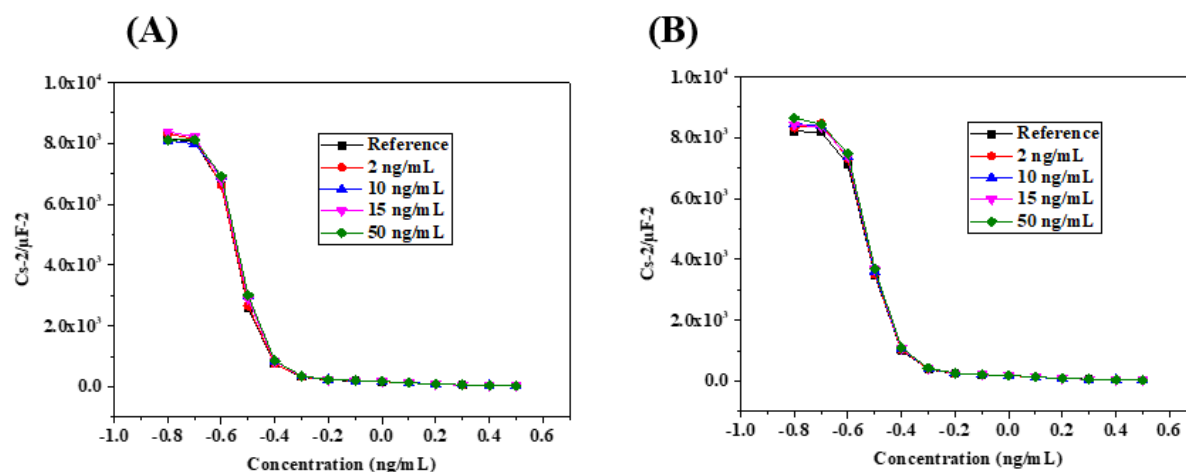 (A)
1.0x10⁴
8.0x10³
6.0x10³
4.0x10³
2.0x10³
0.0
Cs-2/µF-2
Reference
2 ng/mL
10 ng/mL
15 ng/mL
50 ng/mL
-1.0 -0.8 -0.6 -0.4 -0.2 0.0 0.2 0.4 0.6
Concentration (ng/mL)
(B)
1.0x10⁴
8.0x10³
6.0x10³
4.0x10³
2.0x10³
0.0
Cs-2/µF-2
Reference
2 ng/mL
10 ng/mL
15 ng/mL
50 ng/mL
-1.0 -0.8 -0.6 -0.4 -0.2 0.0 0.2 0.4 0.6
Concentration (ng/mL)